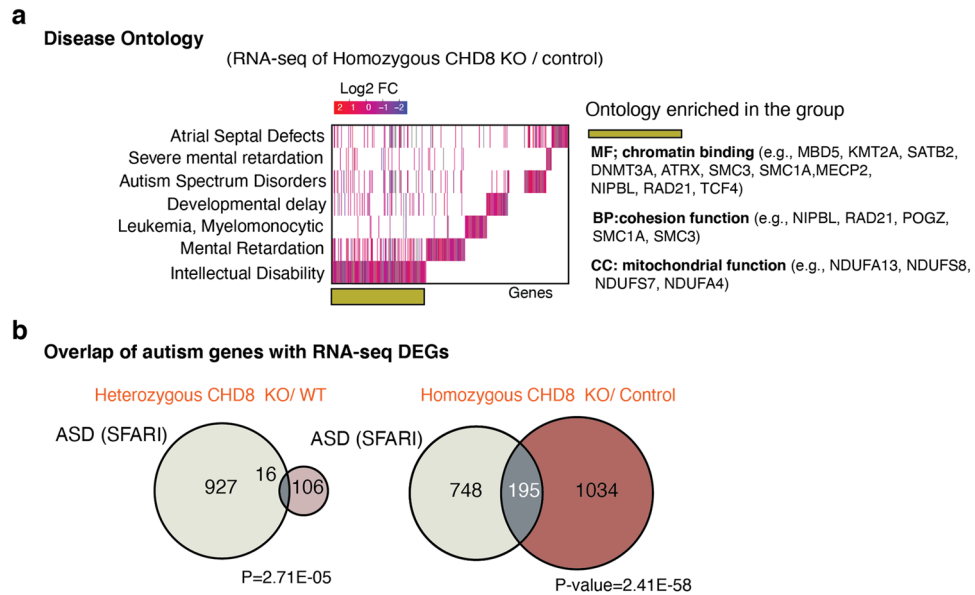 a
Disease Ontology
(RNA-seq of Homozygous CHD8 KO / control)
Log2 FC
2 1 0 −1 −2
Atrial Septal Defects
Severe mental retardation
Autism Spectrum Disorders
Developmental delay
Leukemia, Myelomonocytic
Mental Retardation
Intellectual Disability
Genes
Ontology enriched in the group
MF; chromatin binding (e.g., MBD5, KMT2A, SATB2,
DNMT3A, ATRX, SMC3, SMC1A,MECP2,
NIPBL, RAD21, TCF4)
BP:cohesion function (e.g., NIPBL, RAD21, POGZ,
SMC1A, SMC3)
CC: mitochondrial function (e.g., NDUFA13, NDUFS8,
NDUFS7, NDUFA4)
b
Overlap of autism genes with RNA-seq DEGs
Heterozygous CHD8 KO/ WT
ASD (SFARI)
927
16
106
P=2.71E-05
Homozygous CHD8 KO/ Control
ASD (SFARI)
748
195
1034
P-value=2.41E-58